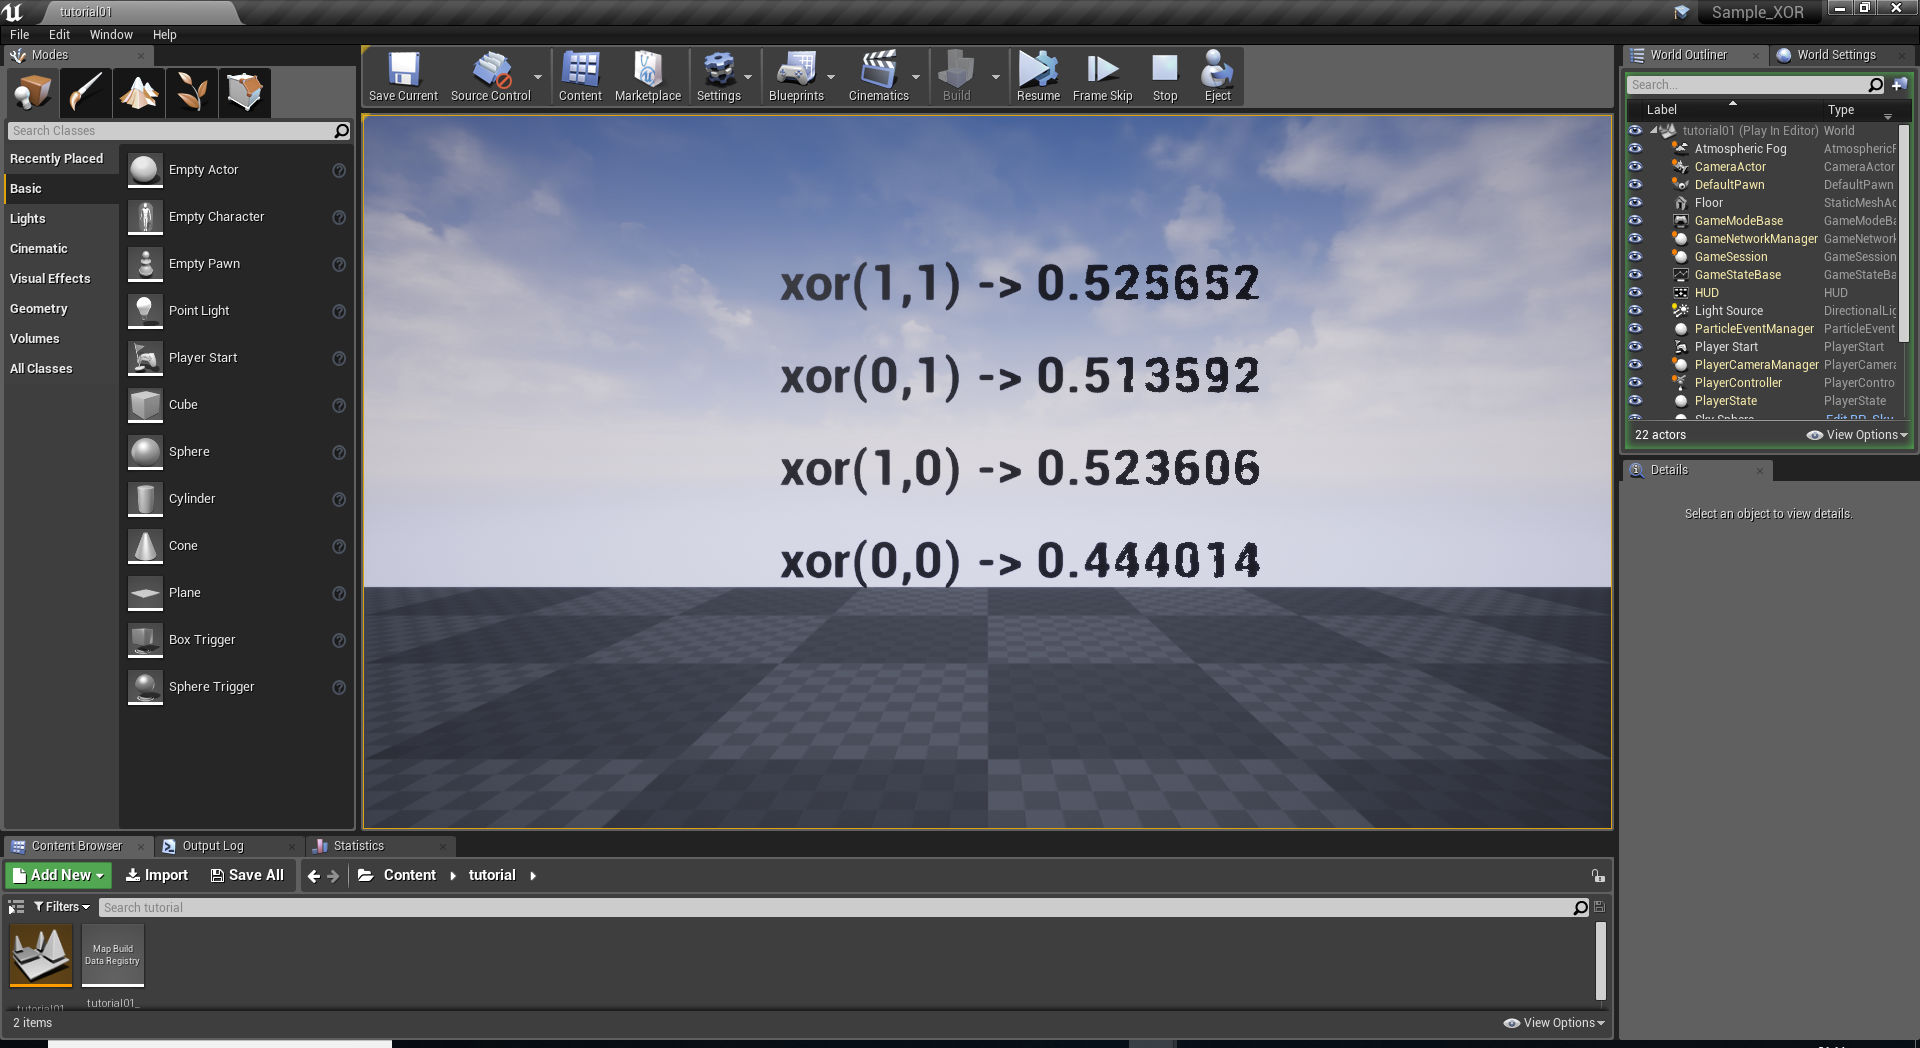 tutorial01
Sample_XOR
File Edit Window Help
Modes
Save Current
Source Control
Content
Marketplace
Settings
Blueprints
Cinematics
Build
Resume
Frame Skip
Stop
Eject
Search Classes
Recently Placed
Basic
Lights
Cinematic
Visual Effects
Geometry
Volumes
All Classes
Empty Actor
Empty Character
Empty Pawn
Point Light
Player Start
Cube
Sphere
Cylinder
Cone
Plane
Box Trigger
Sphere Trigger
xor(1,1) -> 0.525652
xor(0,1) -> 0.513592
xor(1,0) -> 0.523606
xor(0,0) -> 0.444014
World Outliner
World Settings
Search...
Label Type
tutorial01 (Play In Editor) World
Atmospheric Fog AtmosphericF
CameraActor CameraActor
DefaultPawn DefaultPawn
Floor StaticMeshAc
GameModeBase GameModeBa
GameNetworkManager GameNetwork
GameSession GameSession
GameStateBase GameStateBa
HUD HUD
Light Source DirectionalLig
ParticleEventManager ParticleEvent
Player Start PlayerStart
PlayerCameraManager PlayerCamera
PlayerController PlayerContro
PlayerState PlayerState
Sky Sphere Edit BP_Sky
22 actors
View Options
Details
Select an object to view details.
Content Browser
Output Log
Statistics
Add New
Import
Save All
Content
tutorial
Filters
Search tutorial
Map Build
Data Registry
tutorial01
tutorial01_
2 items
View Options